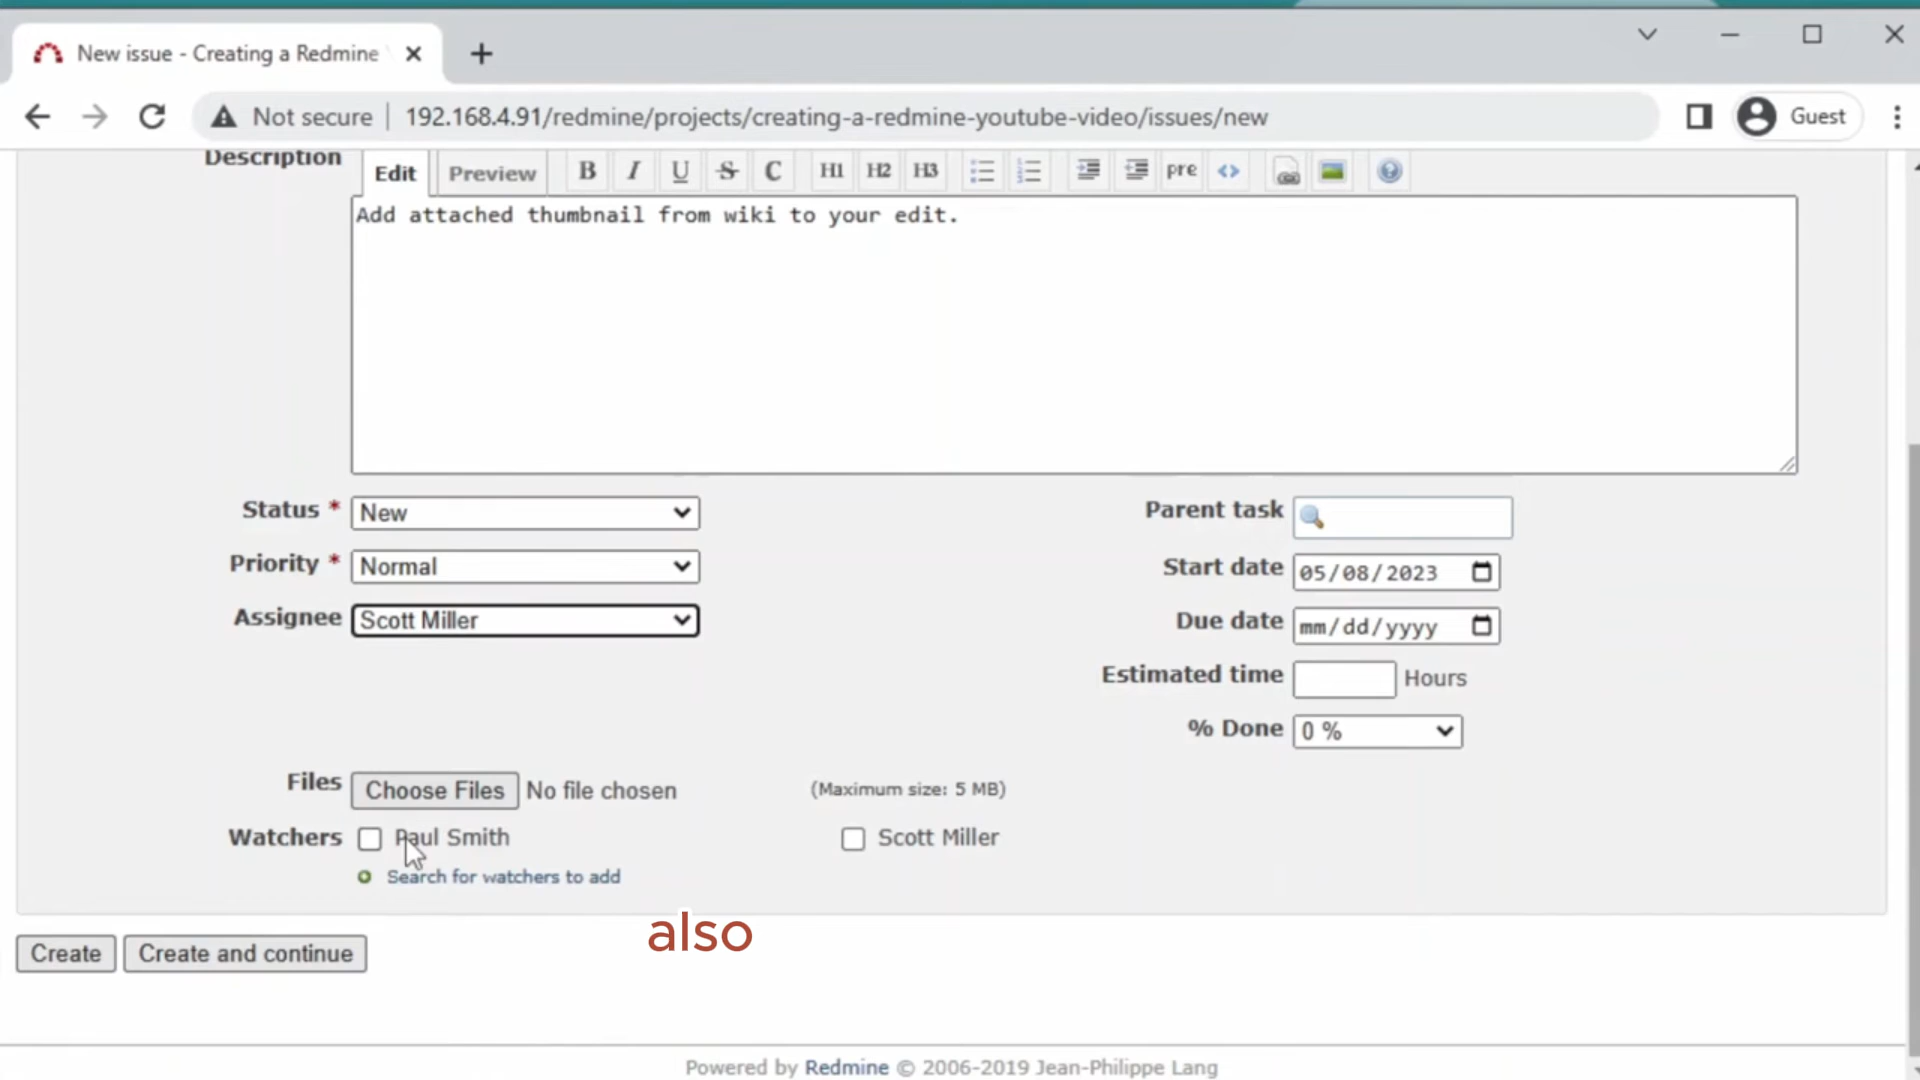 New issue - Creating a Redmine
Not secure 192.168.4.91/redmine/projects/creating-a-redmine-youtube-video/issues/new Guest
Description Edit Preview B I U S C H1 H2 H3 pre <> ?
Add attached thumbnail from wiki to your edit.
Status * New Parent task
Priority * Normal Start date 05/08/2023
Assignee Scott Miller Due date mm/dd/yyyy
Estimated time Hours
% Done 0 %
Files Choose Files No file chosen (Maximum size: 5 MB)
Watchers Paul Smith Scott Miller
Search for watchers to add
also
Create Create and continue
Powered by Redmine © 2006-2019 Jean-Philippe Lang